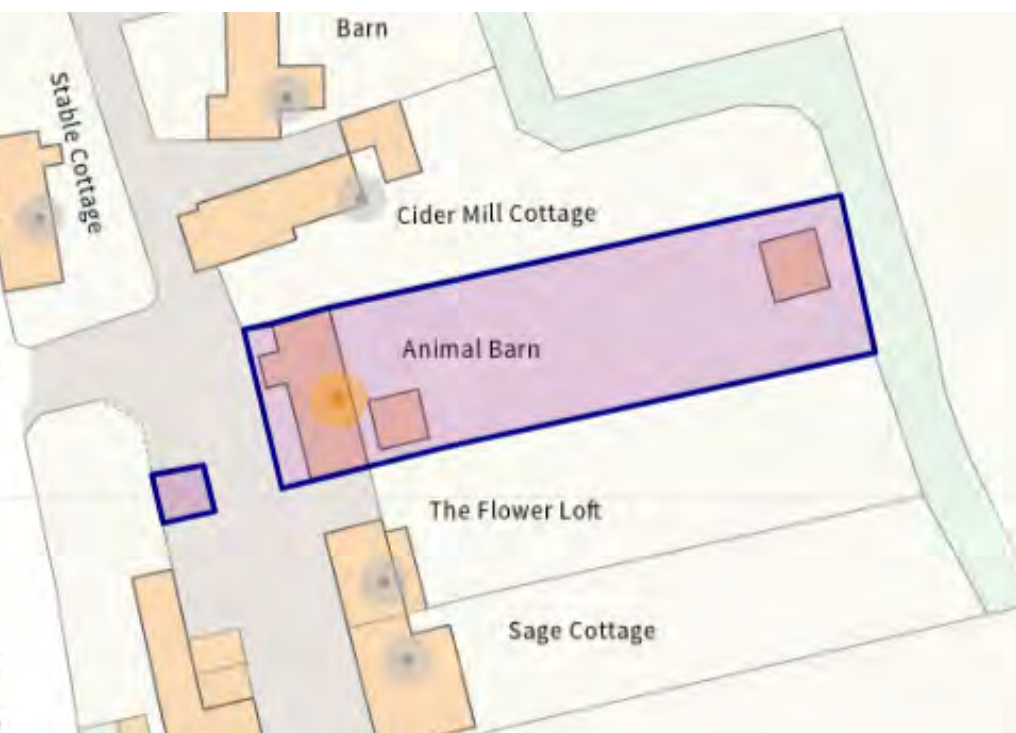 Barn
Stable Cottage
Cider Mill Cottage
Animal Barn
The Flower Loft
Sage Cottage